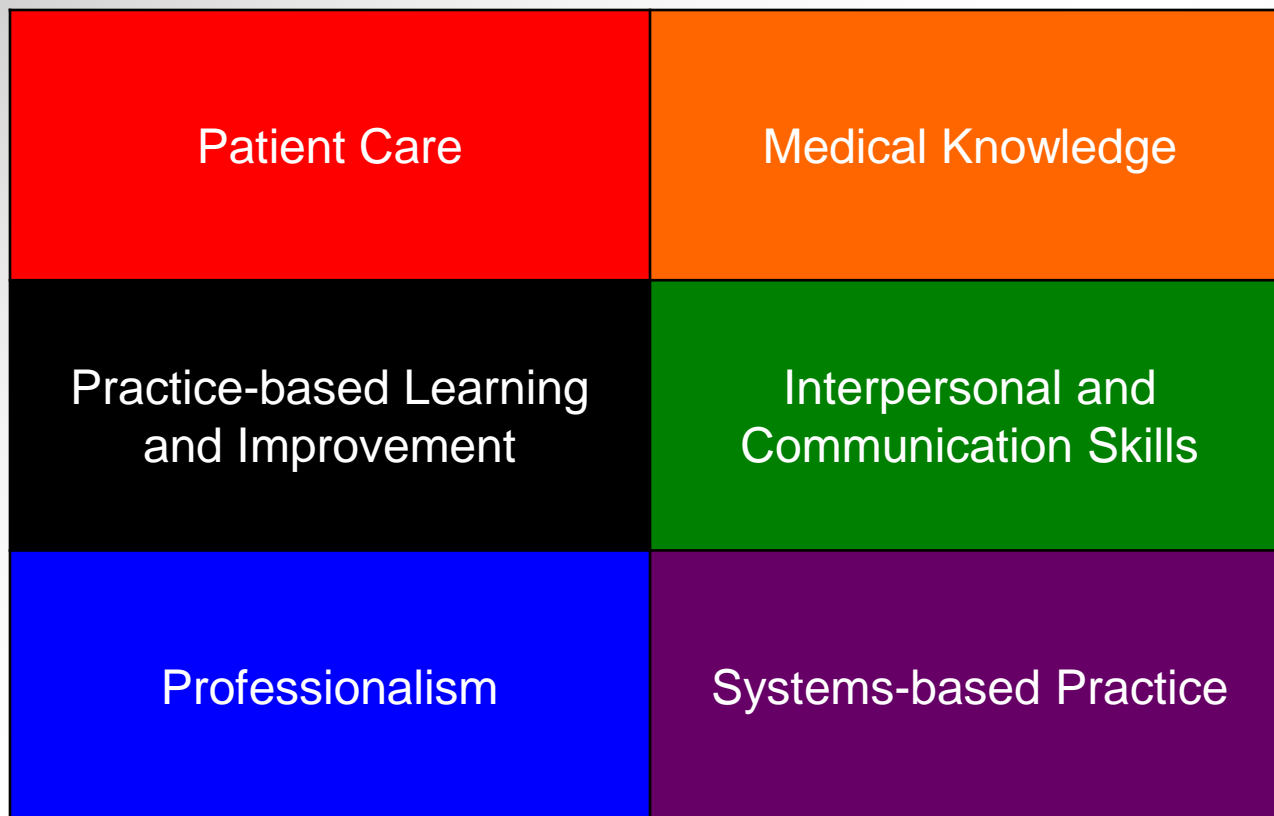 Patient Care
Medical Knowledge
Practice-based Learning
and Improvement
Interpersonal and
Communication Skills
Professionalism
Systems-based Practice